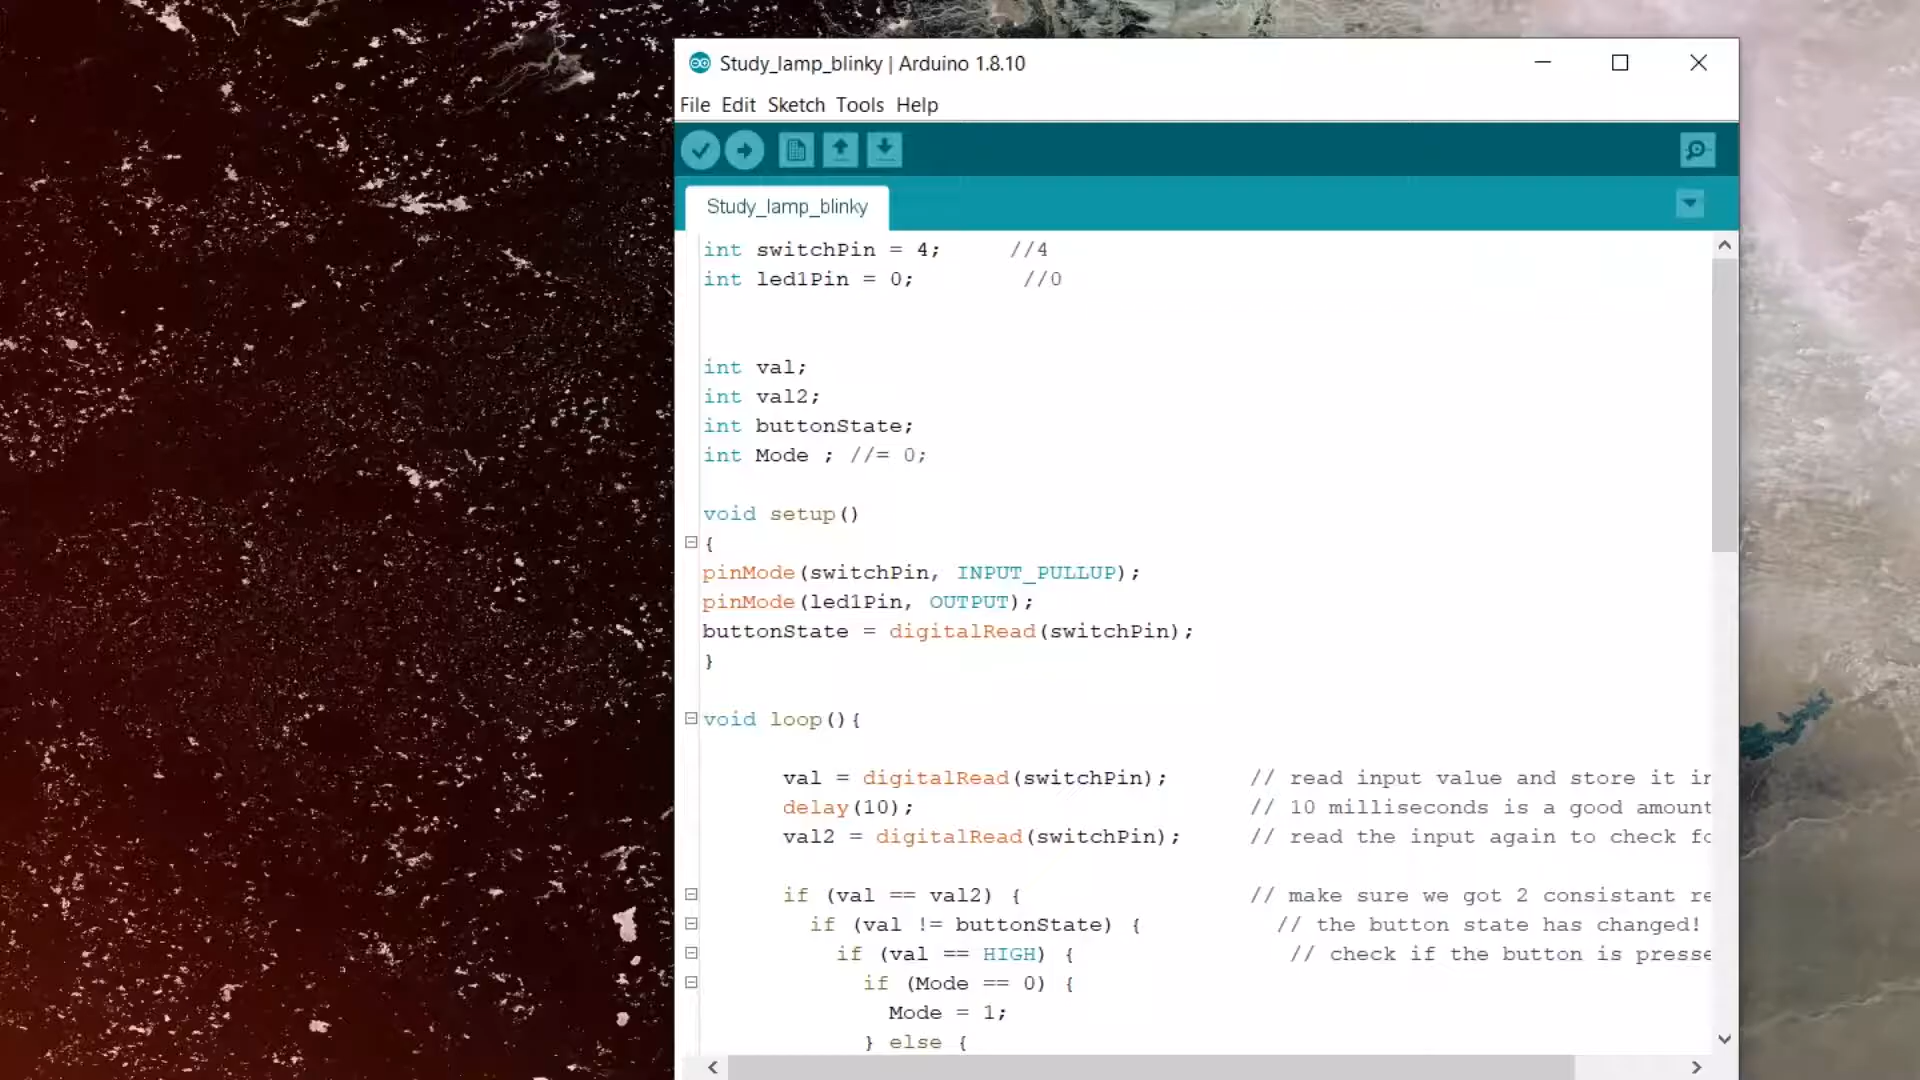 Study_lamp_blinky | Arduino 1.8.10
File Edit Sketch Tools Help
Study_lamp_blinky
int switchPin = 4;      //4
int led1Pin = 0;        //0
int val;
int val2;
int buttonState;
int Mode ; //= 0;
void setup()
{
pinMode(switchPin, INPUT_PULLUP);
pinMode(led1Pin, OUTPUT);
buttonState = digitalRead(switchPin);
}
void loop(){
val = digitalRead(switchPin);      // read input value and store it in
delay(10);                         // 10 milliseconds is a good amount
val2 = digitalRead(switchPin);     // read the input again to check fo
if (val == val2) {                 // make sure we got 2 consistant re
if (val != buttonState) {          // the button state has changed!
if (val == HIGH) {                // check if the button is presse
if (Mode == 0) {
Mode = 1;
} else {